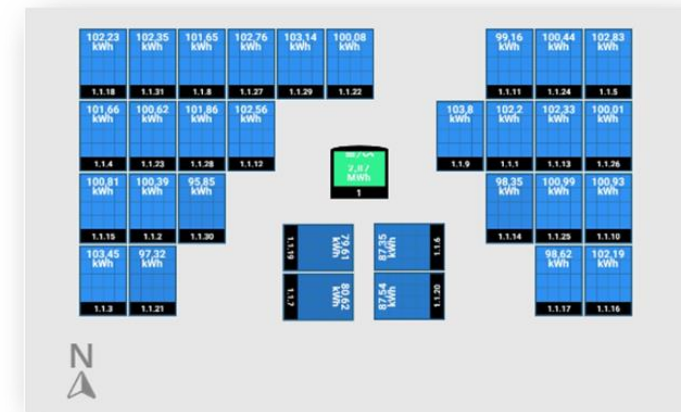 102,23 kWh 1.1.18
102,35 kWh 1.1.31
101,65 kWh 1.1.8
102,76 kWh 1.1.27
103,14 kWh 1.1.29
100,08 kWh 1.1.22
99,16 kWh 1.1.11
100,44 kWh 1.1.24
102,83 kWh 1.1.5
101,66 kWh 1.1.4
100,62 kWh 1.1.23
101,86 kWh 1.1.28
102,56 kWh 1.1.12
103,8 kWh 1.1.9
102,2 kWh 1.1.1
102,33 kWh 1.1.13
100,01 kWh 1.1.26
2,87 MWh 1
100,81 kWh 1.1.15
100,39 kWh 1.1.2
95,85 kWh 1.1.30
98,35 kWh 1.1.14
100,99 kWh 1.1.25
100,93 kWh 1.1.10
1.1.19 79,61 kWh
87,35 kWh 1.1.6
103,45 kWh 1.1.3
97,32 kWh 1.1.21
1.1.7 80,62 kWh
87,54 kWh 1.1.20
98,62 kWh 1.1.17
102,19 kWh 1.1.16
N